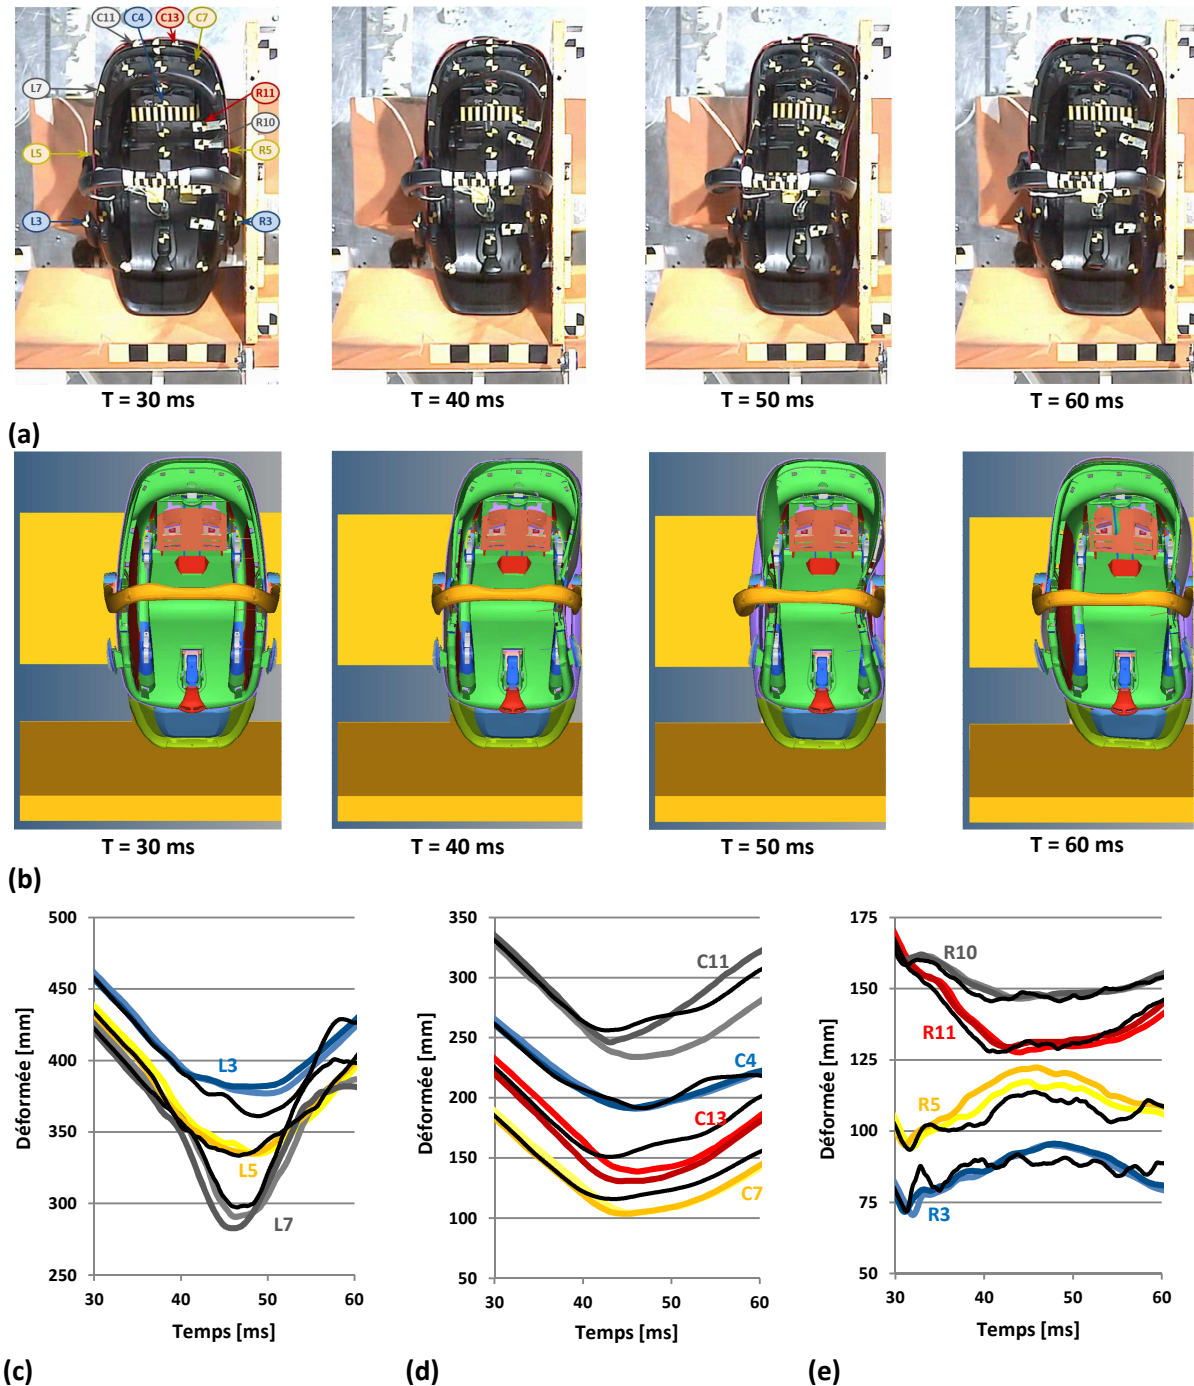 C11 C4 C13 C7
L7
R11
R10
L5
R5
L3
R3
T = 30 ms T = 40 ms T = 50 ms T = 60 ms
(a)
T = 30 ms T = 40 ms T = 50 ms T = 60 ms
(b)
Déformée [mm]
500
450
400
350
300
250
L3
L5
L7
30 40 50 60
Temps [ms]
(c)
Déformée [mm]
350
300
250
200
150
100
50
C11
C4
C13
C7
30 40 50 60
Temps [ms]
(d)
Déformée [mm]
175
150
125
100
75
50
R10
R11
R5
R3
30 40 50 60
Temps [ms]
(e)